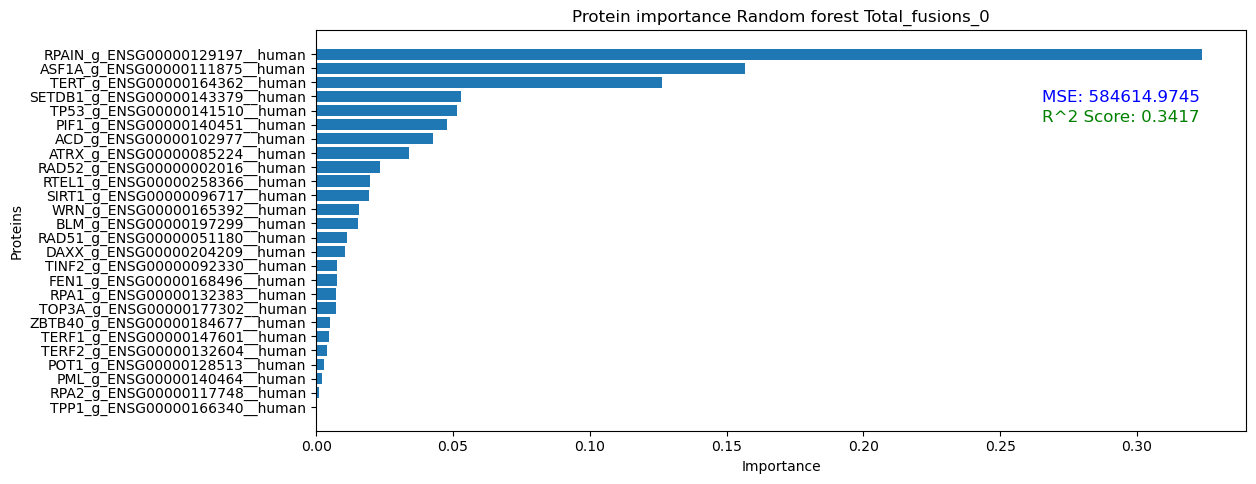 Protein importance Random forest Total_fusions_0
RPAIN_g_ENSG00000129197__human
ASF1A_g_ENSG00000111875__human
TERT_g_ENSG00000164362__human
SETDB1_g_ENSG00000143379__human
TP53_g_ENSG00000141510__human
PIF1_g_ENSG00000140451__human
ACD_g_ENSG00000102977__human
ATRX_g_ENSG00000085224__human
RAD52_g_ENSG00000002016__human
RTEL1_g_ENSG00000258366__human
SIRT1_g_ENSG00000096717__human
WRN_g_ENSG00000165392__human
BLM_g_ENSG00000197299__human
RAD51_g_ENSG00000051180__human
DAXX_g_ENSG00000204209__human
TINF2_g_ENSG00000092330__human
FEN1_g_ENSG00000168496__human
RPA1_g_ENSG00000132383__human
TOP3A_g_ENSG00000177302__human
ZBTB40_g_ENSG00000184677__human
TERF1_g_ENSG00000147601__human
TERF2_g_ENSG00000132604__human
POT1_g_ENSG00000128513__human
PML_g_ENSG00000140464__human
RPA2_g_ENSG00000117748__human
TPP1_g_ENSG00000166340__human
Proteins
MSE: 584614.9745
R^2 Score: 0.3417
0.00 0.05 0.10 0.15 0.20 0.25 0.30
Importance